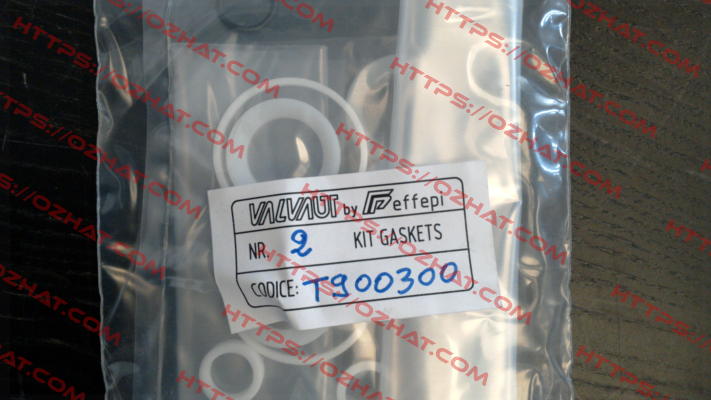 VALVAUT by effepi
NR. 2 KIT GASKETS
CODICE: T900300
HTTPS://OZHAT.COM